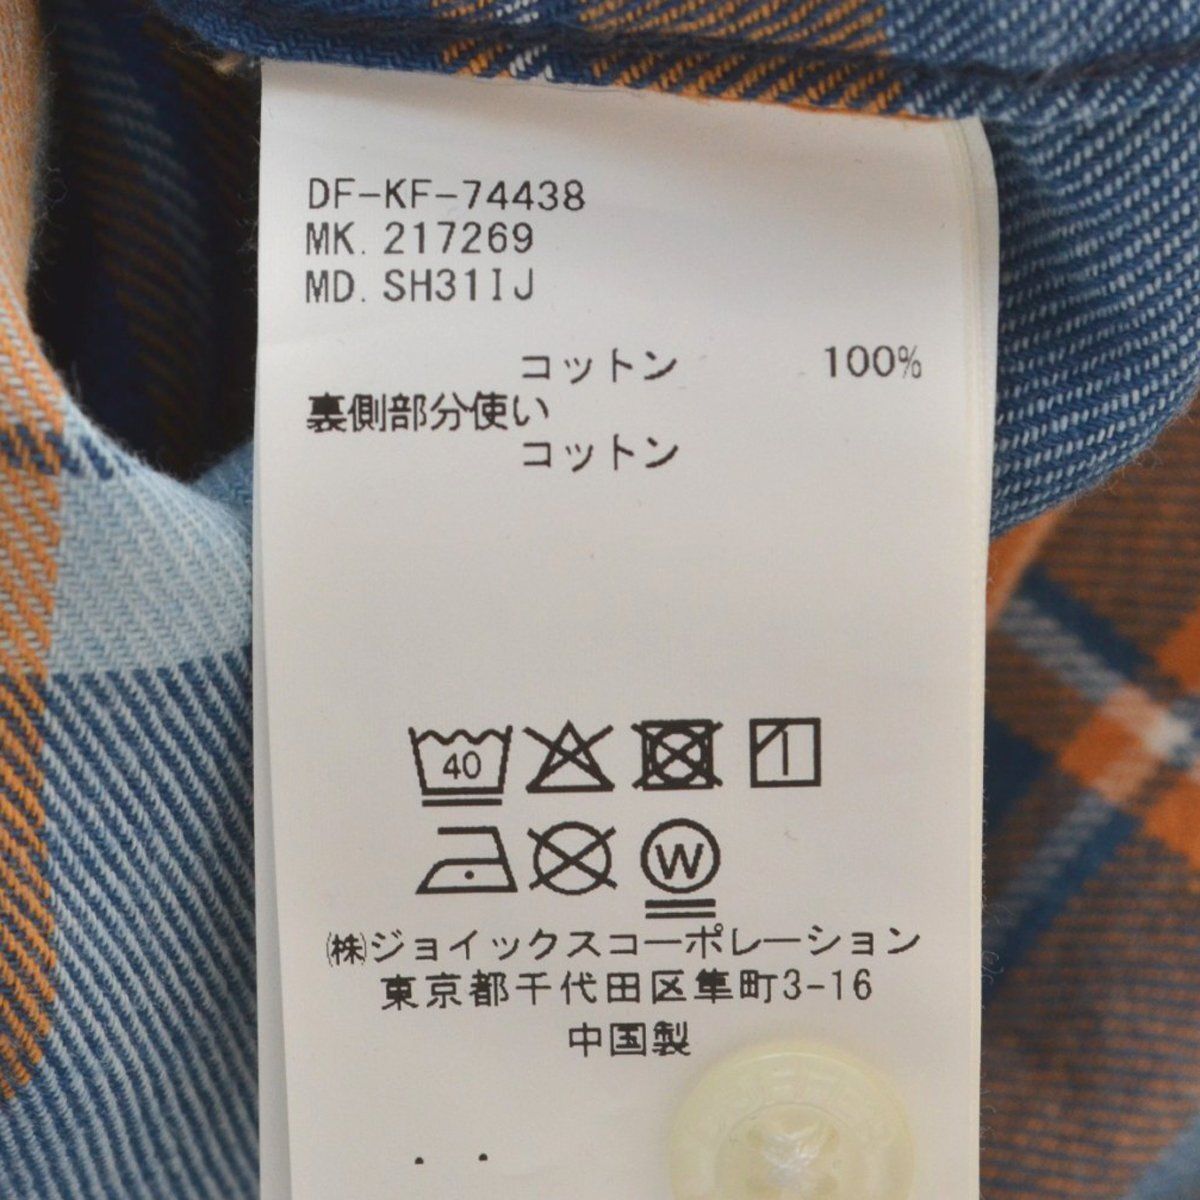 DF-KF-74438
MK. 217269
MD. SH31IJ
コットン 100%
裏側部分使い
コットン
40
W
㈱ジョイックスコーポレーション
東京都千代田区隼町3-16
中国製